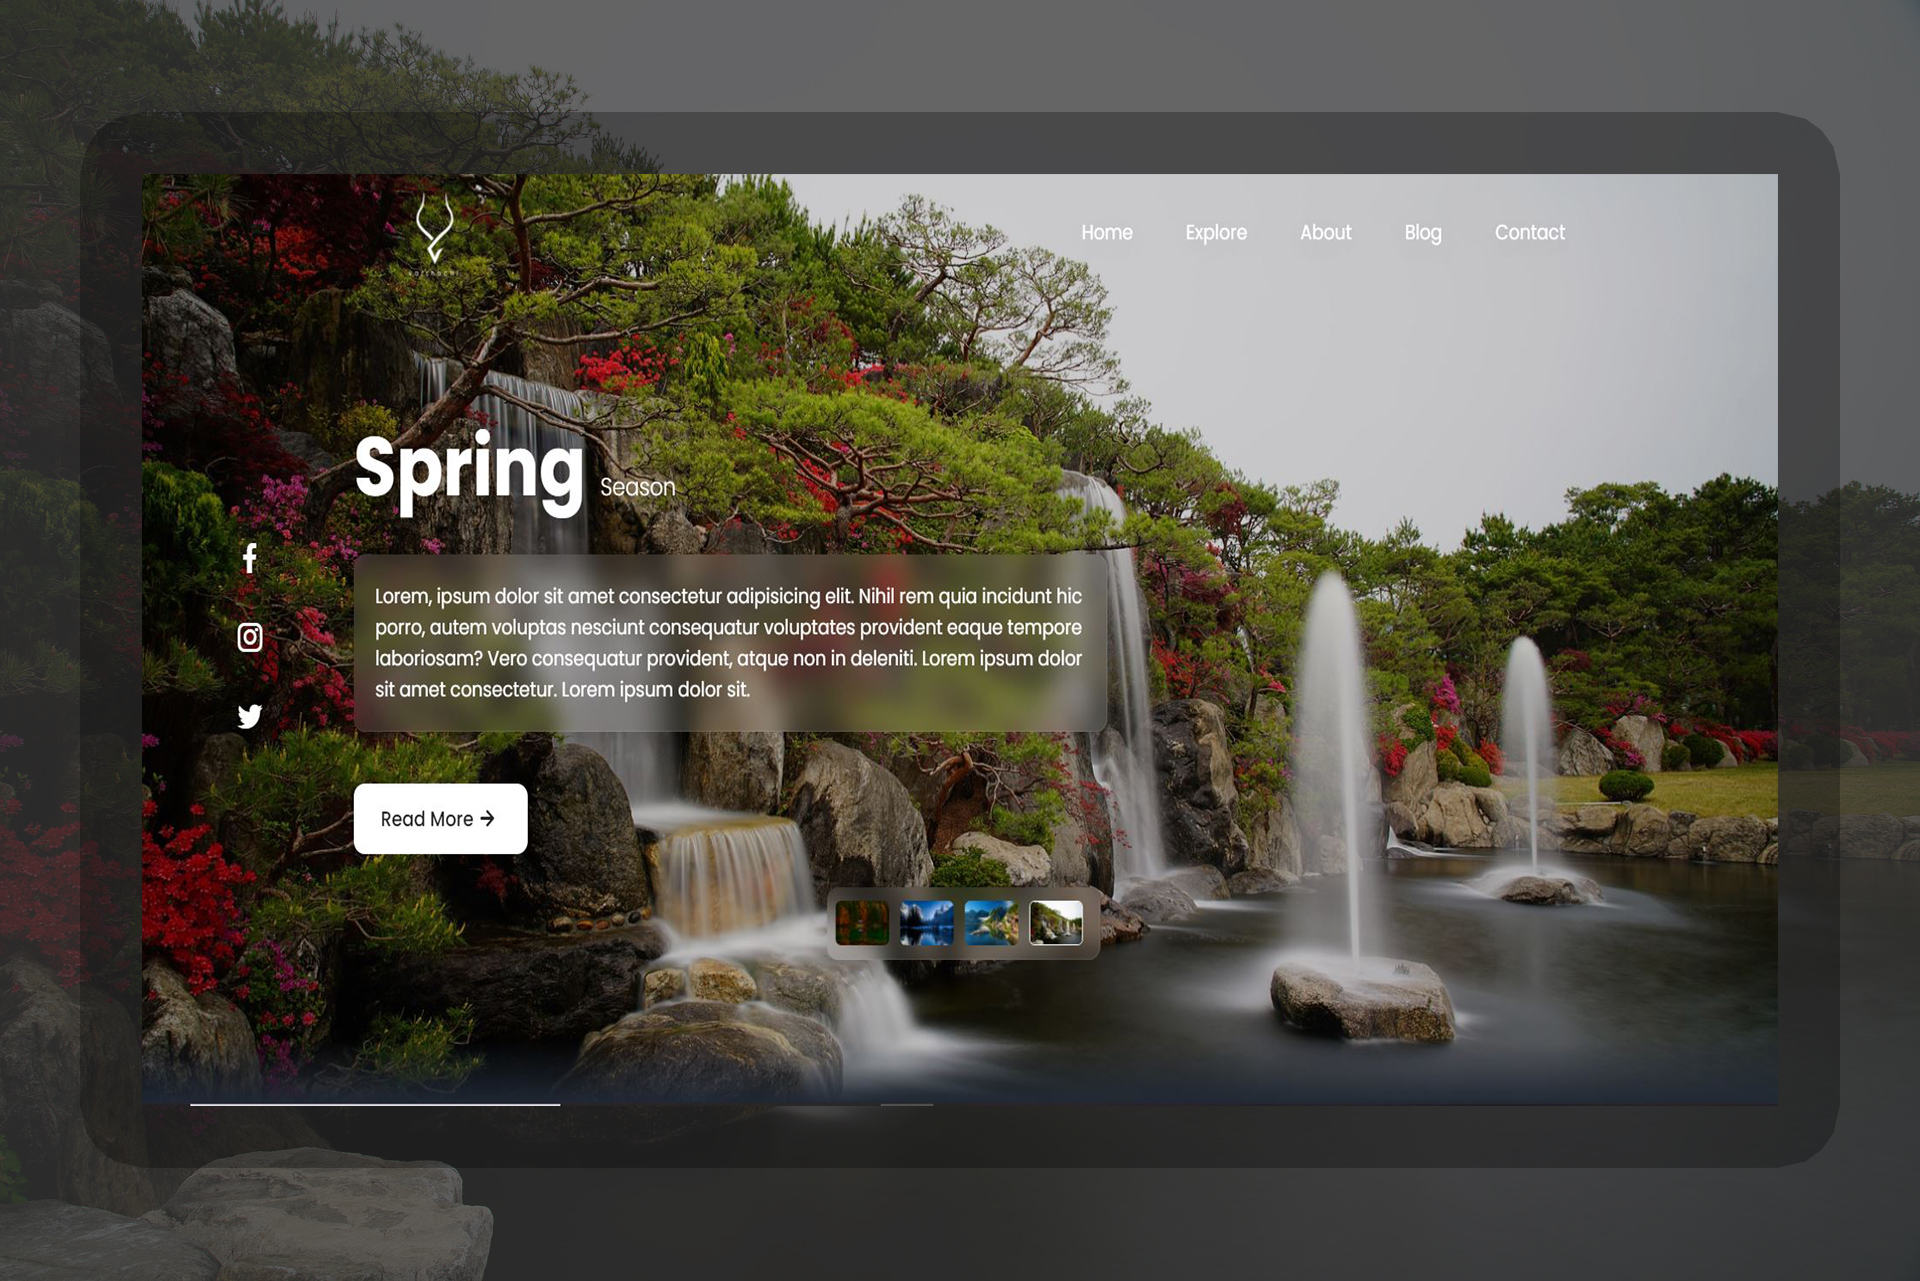 Home
Explore
About
Blog
Contact
Spring Season
Lorem, ipsum dolor sit amet consectetur adipisicing elit. Nihil rem quia incidunt hic
porro, autem voluptas nesciunt consequatur voluptates provident eaque tempore
laboriosam? Vero consequatur provident, atque non in deleniti. Lorem ipsum dolor
sit amet consectetur. Lorem ipsum dolor sit.
Read More →